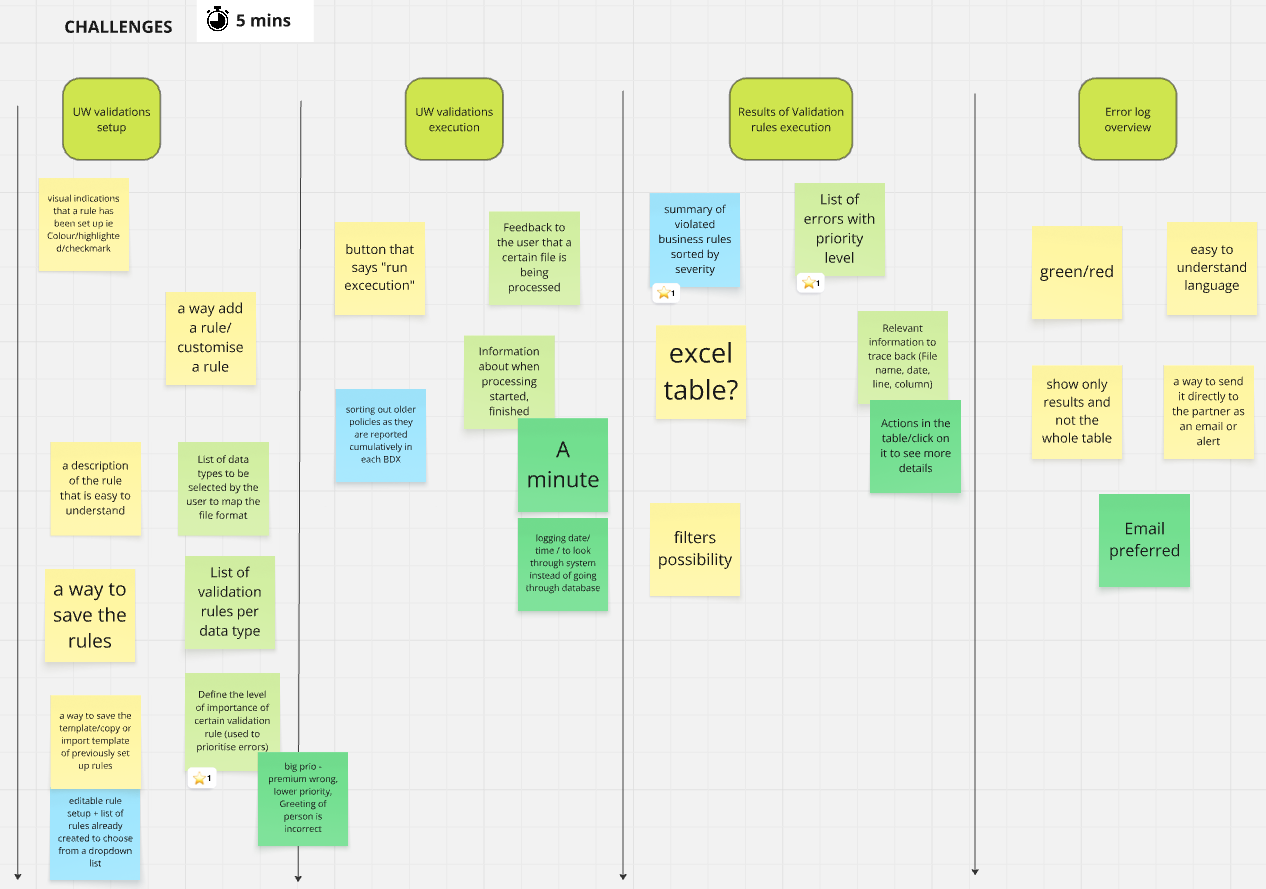 CHALLENGES
5 mins
UW validations
setup
visual indications
that a rule has
been set up ie
Colour/highlighte
d/checkmark
a way add
a rule/
customise
a rule
a description
of the rule
that is easy to
understand
List of data
types to be
selected by the
user to map the
file format
a way to
save the
rules
List of
validation
rules per
data type
a way to save the
template/copy or
import template
of previously set
up rules
Define the level
of importance of
certain validation
rule (used to
prioritise errors)
1
big prio -
premium wrong,
lower priority,
Greeting of
person is
incorrect
editable rule
setup + list of
rules already
created to choose
from a dropdown
list
UW validations
execution
button that
says "run
excecution"
Feedback to
the user that a
certain file is
being
processed
Information
about when
processing
started,
finished
sorting out older
policies as they
are reported
cumulatively in
each BDX
A
minute
logging date/
time / to look
through system
instead of going
through database
Results of Validation
rules execution
summary of
violated
business rules
sorted by
severity
1
List of
errors with
priority
level
1
excel
table?
Relevant
information to
trace back (File
name, date,
line, column)
Actions in the
table/click on
it to see more
details
filters
possibility
Error log
overview
green/red
easy to
understand
language
show only
results and
not the
whole table
a way to send
it directly to
the partner as
an email or
alert
Email
preferred